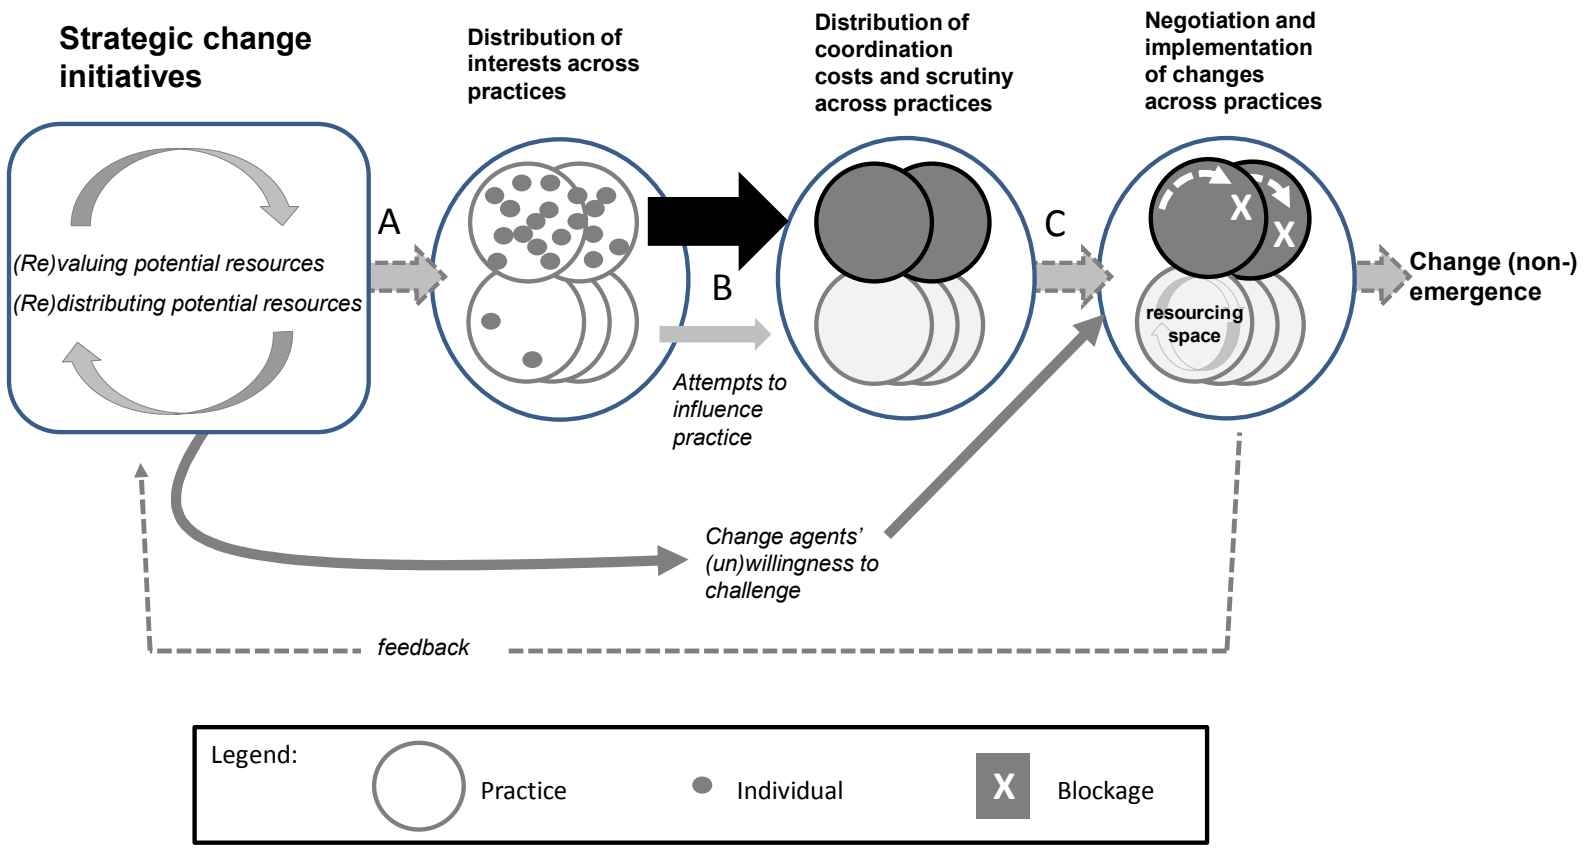 Strategic change
initiatives
Distribution of
interests across
practices
Distribution of
coordination
costs and scrutiny
across practices
Negotiation and
implementation
of changes
across practices
(Re)valuing potential resources
(Re)distributing potential resources
A
B
Attempts to
influence
practice
C
X
X
resourcing
space
Change (non-)
emergence
Change agents’
(un)willingness to
challenge
feedback
Legend:
Practice
Individual
X
Blockage